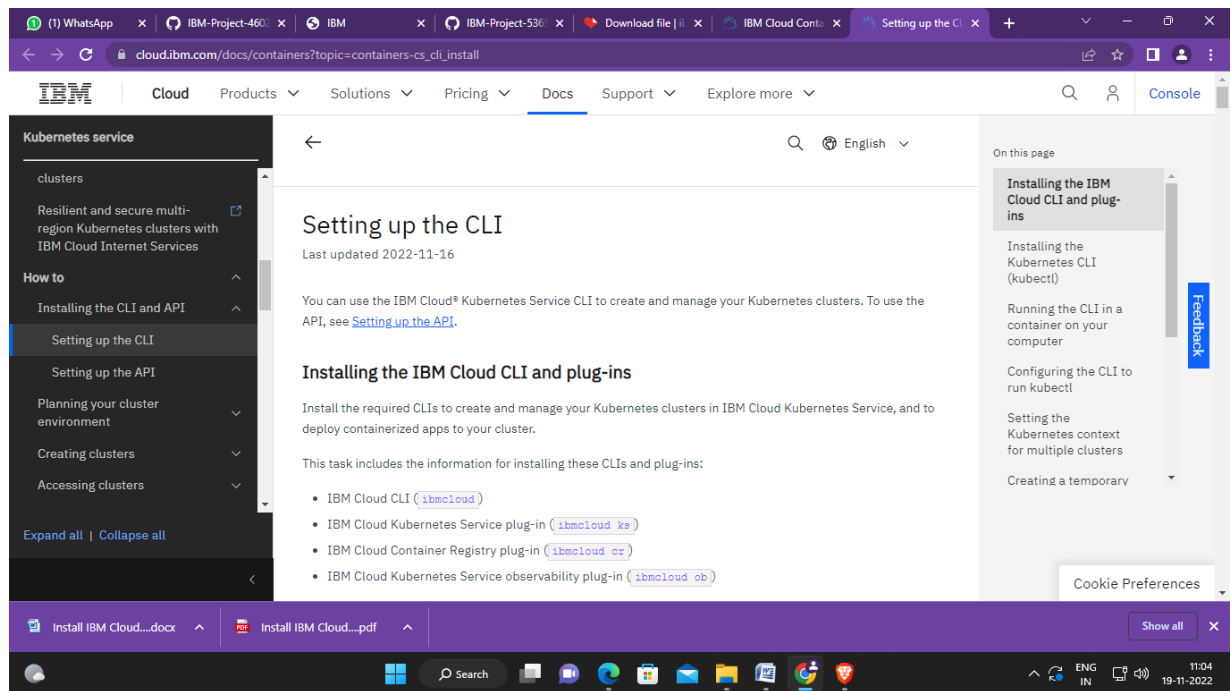 (1) WhatsApp
IBM-Project-460
IBM
IBM-Project-536
Download file | iL
IBM Cloud Conta
Setting up the CL
cloud.ibm.com/docs/containers?topic=containers-cs_cli_install
IBM
Cloud
Products
Solutions
Pricing
Docs
Support
Explore more
Console
Kubernetes service
clusters
Resilient and secure multi-
region Kubernetes clusters with
IBM Cloud Internet Services
How to
Installing the CLI and API
Setting up the CLI
Setting up the API
Planning your cluster
environment
Creating clusters
Accessing clusters
Expand all | Collapse all
English
Setting up the CLI
Last updated 2022-11-16
You can use the IBM Cloud® Kubernetes Service CLI to create and manage your Kubernetes clusters. To use the
API, see Setting up the API.
Installing the IBM Cloud CLI and plug-ins
Install the required CLIs to create and manage your Kubernetes clusters in IBM Cloud Kubernetes Service, and to
deploy containerized apps to your cluster.
This task includes the information for installing these CLIs and plug-ins:
• IBM Cloud CLI ( ibmcloud )
• IBM Cloud Kubernetes Service plug-in ( ibmcloud ks )
• IBM Cloud Container Registry plug-in ( ibmcloud cr )
• IBM Cloud Kubernetes Service observability plug-in ( ibmcloud ob )
On this page
Installing the IBM
Cloud CLI and plug-
ins
Installing the
Kubernetes CLI
(kubectl)
Running the CLI in a
container on your
computer
Configuring the CLI to
run kubectl
Setting the
Kubernetes context
for multiple clusters
Creating a temporary
Feedback
Cookie Preferences
Install IBM Cloud....docx
PDF
Install IBM Cloud....pdf
Show all
Search
ENG
IN
11:04
19-11-2022